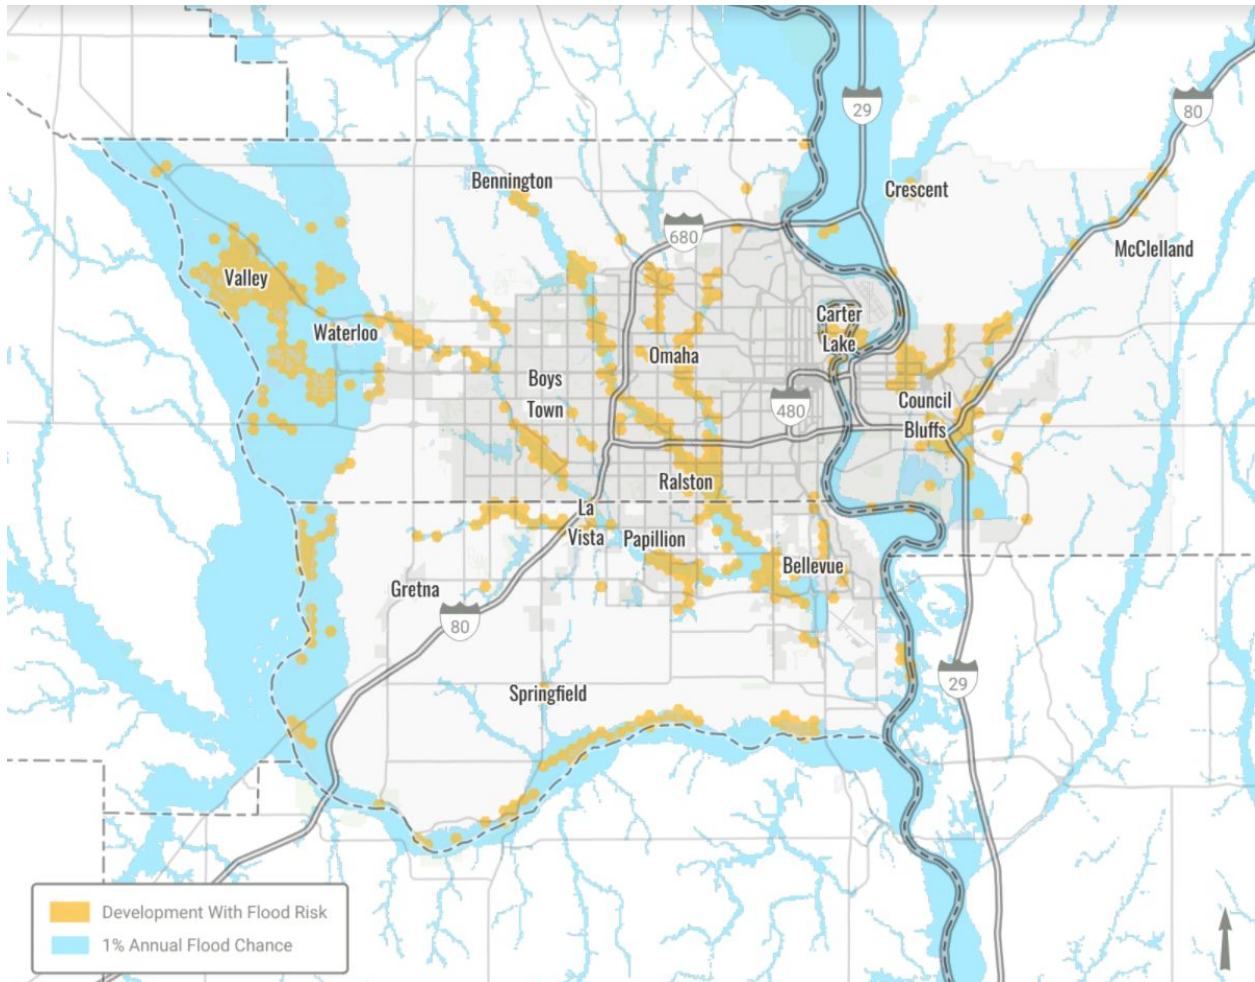 29
80
Bennington
Crescent
680
McClelland
Valley
Waterloo
Carter
Lake
Omaha
Boys
Town
480
Council
Bluffs
Ralston
La
Vista
Papillion
Bellevue
Gretna
80
29
Springfield
Development With Flood Risk
1% Annual Flood Chance